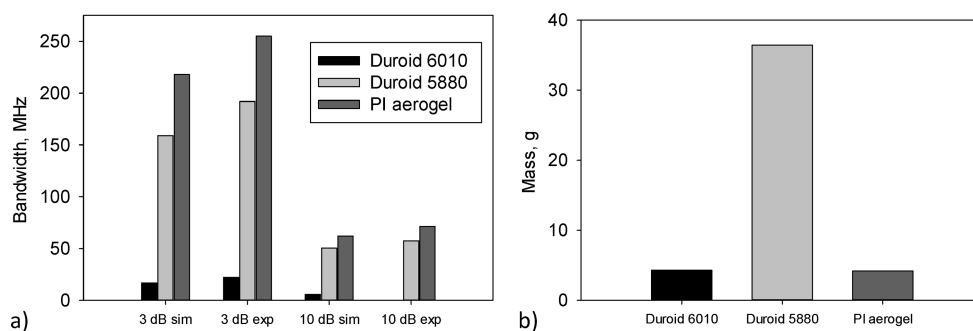 250
200
150
100
50
0
Bandwidth, MHz
Duroid 6010
Duroid 5880
PI aerogel
3 dB sim 3 dB exp 10 dB sim 10 dB exp
a)
40
30
20
10
0
Mass, g
Duroid 6010 Duroid 5880 PI aerogel
b)